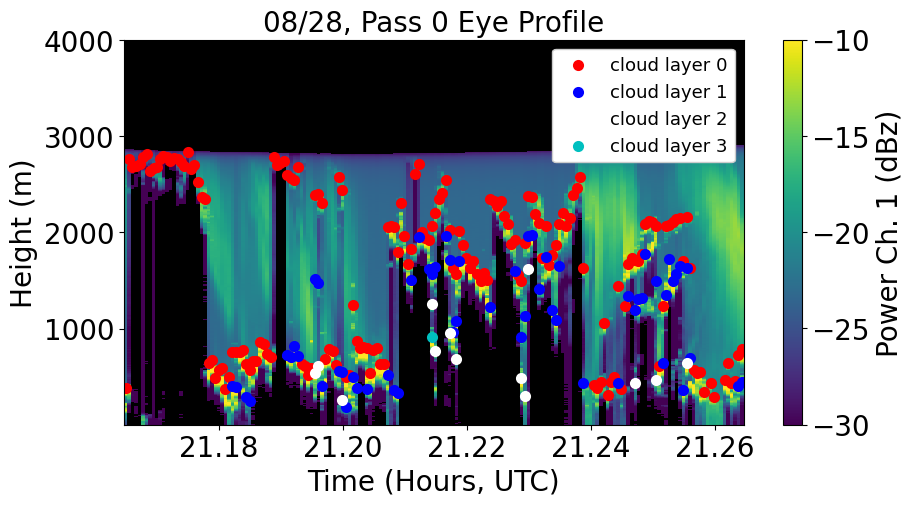 08/28, Pass 0 Eye Profile
4000
3000
2000
1000
Height (m)
cloud layer 0
cloud layer 1
cloud layer 2
cloud layer 3
21.18
21.20
21.22
21.24
21.26
Time (Hours, UTC)
−10
−15
−20
−25
−30
Power Ch. 1 (dBz)